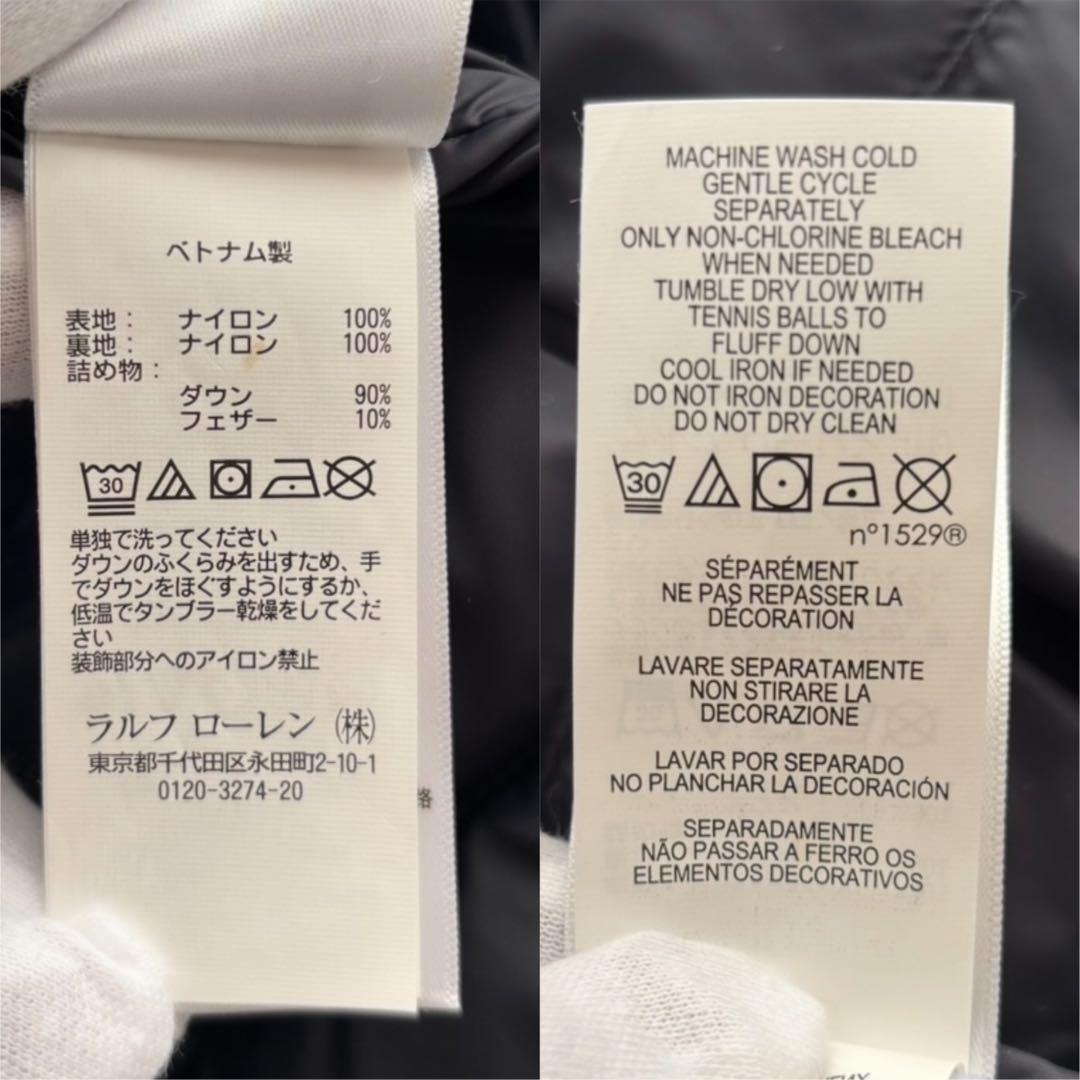 ベトナム製
表地： ナイロン 100%
裏地： ナイロン 100%
詰め物：
ダウン 90%
フェザー 10%
30
単独で洗ってください
ダウンのふくらみを出すため、手
でダウンをほぐすようにするか、
低温でタンブラー乾燥をしてくだ
さい
装飾部分へのアイロン禁止
ラルフ ローレン (株)
東京都千代田区永田町2-10-1
0120-3274-20
MACHINE WASH COLD
GENTLE CYCLE
SEPARATELY
ONLY NON-CHLORINE BLEACH
WHEN NEEDED
TUMBLE DRY LOW WITH
TENNIS BALLS TO
FLUFF DOWN
COOL IRON IF NEEDED
DO NOT IRON DECORATION
DO NOT DRY CLEAN
30
nº1529®
SÉPARÉMENT
NE PAS REPASSER LA
DÉCORATION
LAVARE SEPARATAMENTE
NON STIRARE LA
DECORAZIONE
LAVAR POR SEPARADO
NO PLANCHAR LA DECORACIÓN
SEPARADAMENTE
NÃO PASSAR A FERRO OS
ELEMENTOS DECORATIVOS